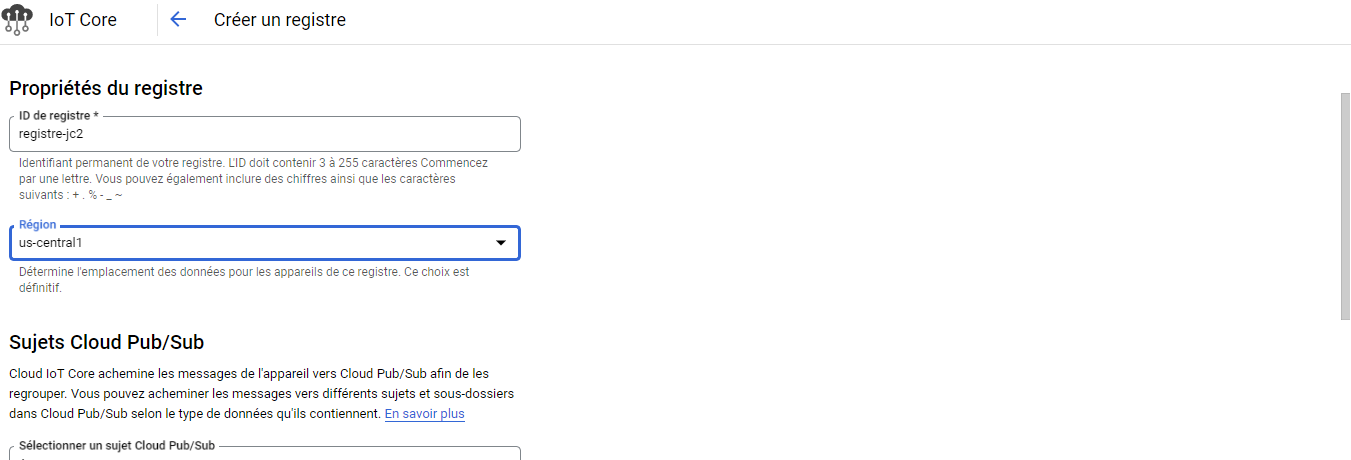 IoT Core
Créer un registre
Propriétés du registre
ID de registre *
registre-jc2
Identifiant permanent de votre registre. L'ID doit contenir 3 à 255 caractères Commencez
par une lettre. Vous pouvez également inclure des chiffres ainsi que les caractères
suivants : + . % - _ ~
Région
us-central1
Détermine l'emplacement des données pour les appareils de ce registre. Ce choix est
définitif.
Sujets Cloud Pub/Sub
Cloud IoT Core achemine les messages de l'appareil vers Cloud Pub/Sub afin de les
regrouper. Vous pouvez acheminer les messages vers différents sujets et sous-dossiers
dans Cloud Pub/Sub selon le type de données qu'ils contiennent. En savoir plus
Sélectionner un sujet Cloud Pub/Sub